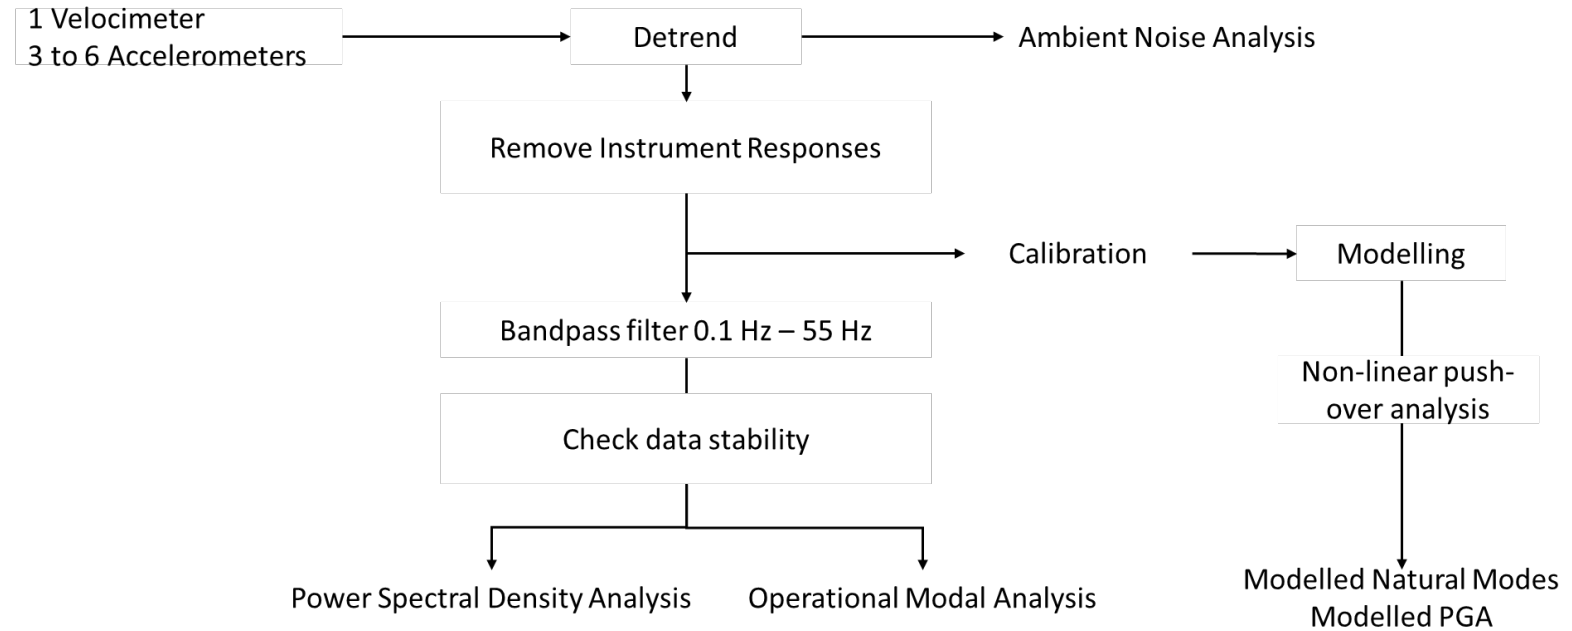 1 Velocimeter
3 to 6 Accelerometers
Detrend
Ambient Noise Analysis
Remove Instrument Responses
Calibration
Modelling
Bandpass filter 0.1 Hz – 55 Hz
Non-linear push-
over analysis
Check data stability
Power Spectral Density Analysis
Operational Modal Analysis
Modelled Natural Modes
Modelled PGA